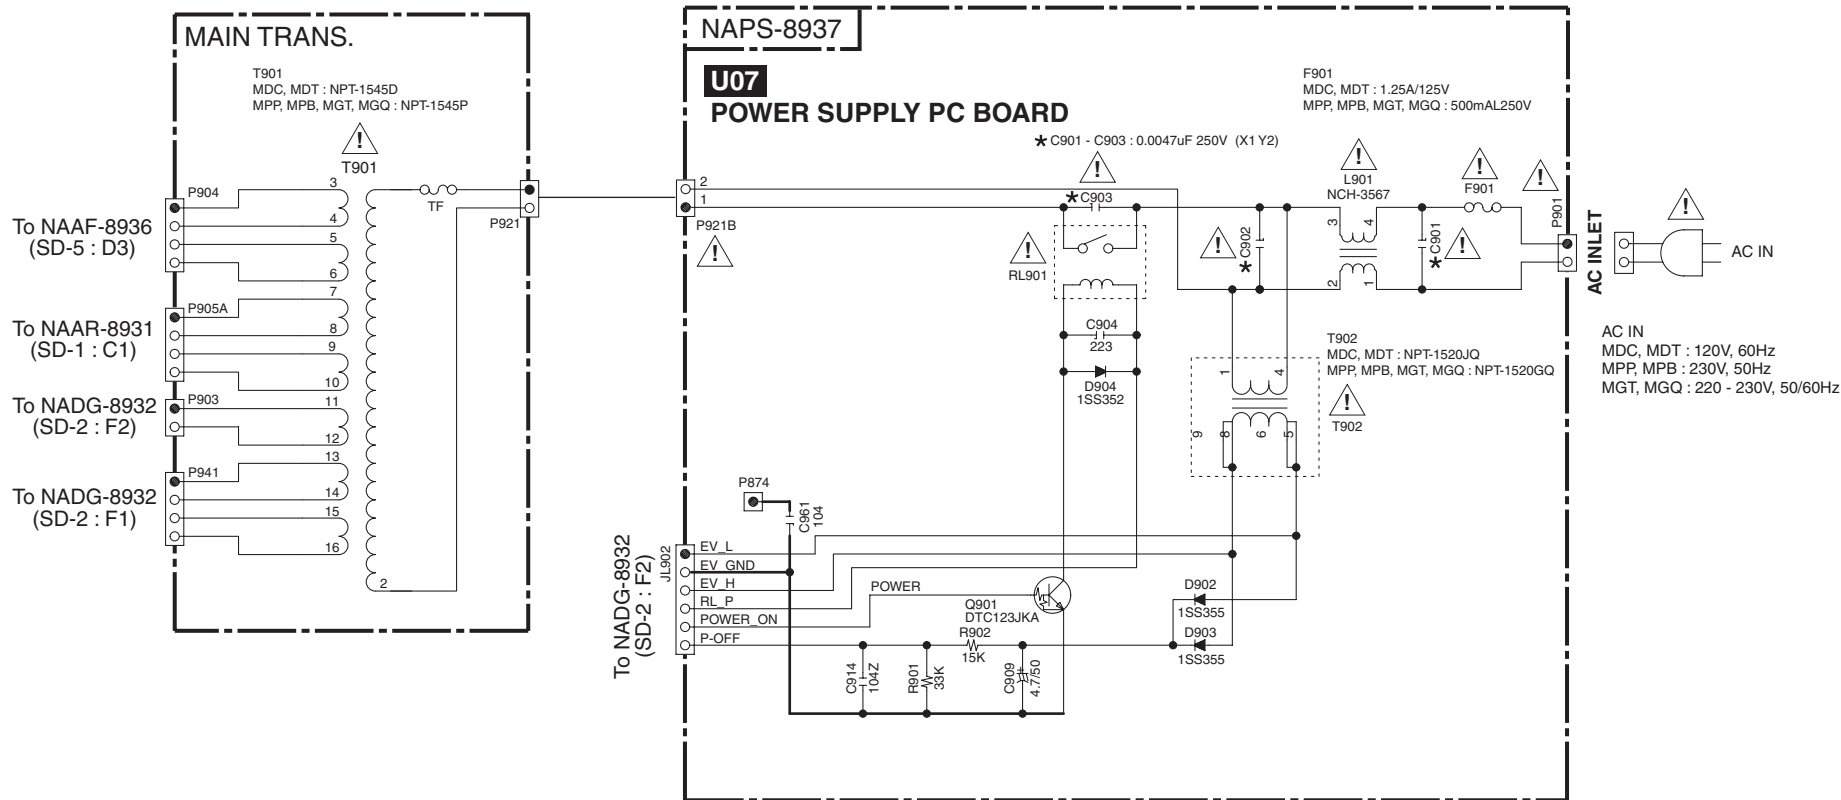 MAIN TRANS.
T901
MDC, MDT : NPT-1545D
MPP, MPB, MGT, MGQ : NPT-1545P
!
T901
P904
3
4
5
6
To NAAF-8936
(SD-5 : D3)
P905A
7
8
9
10
To NAAR-8931
(SD-1 : C1)
P903
11
12
To NADG-8932
(SD-2 : F2)
P941
13
14
15
16
To NADG-8932
(SD-2 : F1)
TF
2
P921
NAPS-8937
U07
POWER SUPPLY PC BOARD
F901
MDC, MDT : 1.25A/125V
MPP, MPB, MGT, MGQ : 500mAL250V
* C901 - C903 : 0.0047uF 250V (X1 Y2)
!
* C903
2
1
P921B
!
!
RL901
!
* C902
!
L901
NCH-3567
3
4
2
1
* C901
!
!
F901
!
P901
AC INLET
!
AC IN
AC IN
MDC, MDT : 120V, 60Hz
MPP, MPB : 230V, 50Hz
MGT, MGQ : 220 - 230V, 50/60Hz
C904
223
D904
1SS352
T902
MDC, MDT : NPT-1520JQ
MPP, MPB, MGT, MGQ : NPT-1520GQ
!
T902
1
4
9
8
6
5
P874
C961
104
To NADG-8932
(SD-2 : F2)
JL902
EV_L
EV_GND
EV_H
RL_P
POWER_ON
P-OFF
POWER
Q901
DTC123JKA
R902
15K
D902
1SS355
D903
1SS355
C914
104Z
R901
33K
C909
4.7/50